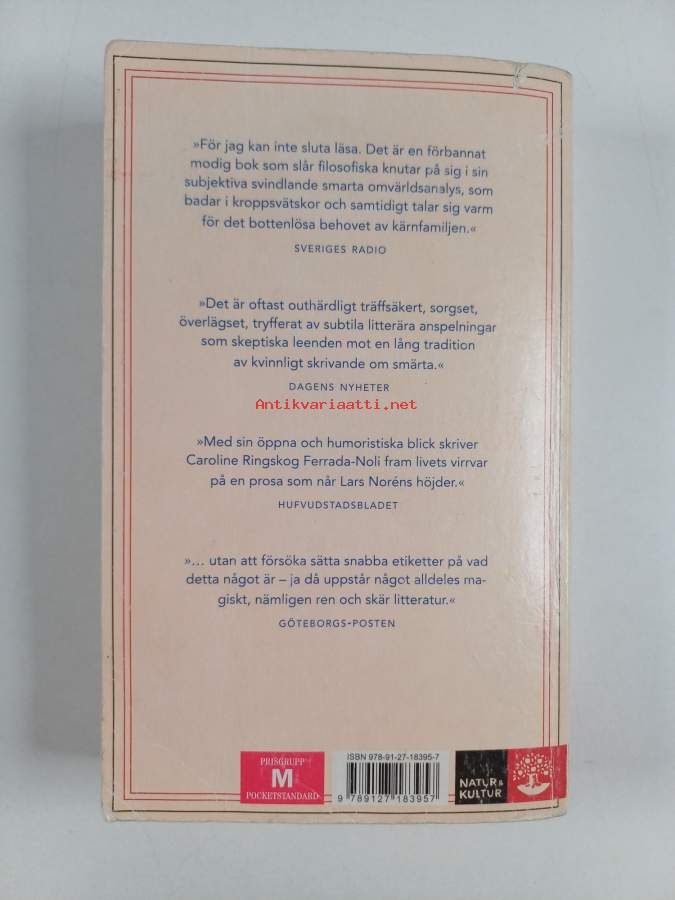 »För jag kan inte sluta läsa. Det är en förbannat
modig bok som slår filosofiska knutar på sig i sin
subjektiva svindlande smarta omvärldsanalys, som
badar i kroppsvätskor och samtidigt talar sig varm
för det bottenlösa behovet av kärnfamiljen.«
SVERIGES RADIO
»Det är oftast outhärdligt träffsäkert, sorgset,
överlägset, tryfferat av subtila litterära anspelningar
som skeptiska leenden mot en lång tradition
av kvinnligt skrivande om smärta.«
DAGENS NYHETER
Antikvariaatti.net
»Med sin öppna och humoristiska blick skriver
Caroline Ringskog Ferrada-Noli fram livets virrvar
på en prosa som når Lars Noréns höjder.«
HUFVUDSTADSBLADET
»... utan att försöka sätta snabba etiketter på vad
detta något är – ja då uppstår något alldeles ma-
giskt, nämligen ren och skär litteratur.«
GÖTEBORGS-POSTEN
PRISGRUPP
M
POCKETSTANDARD
ISBN 978-91-27-18395-7
9 789127 183957
NATUR &
KULTUR